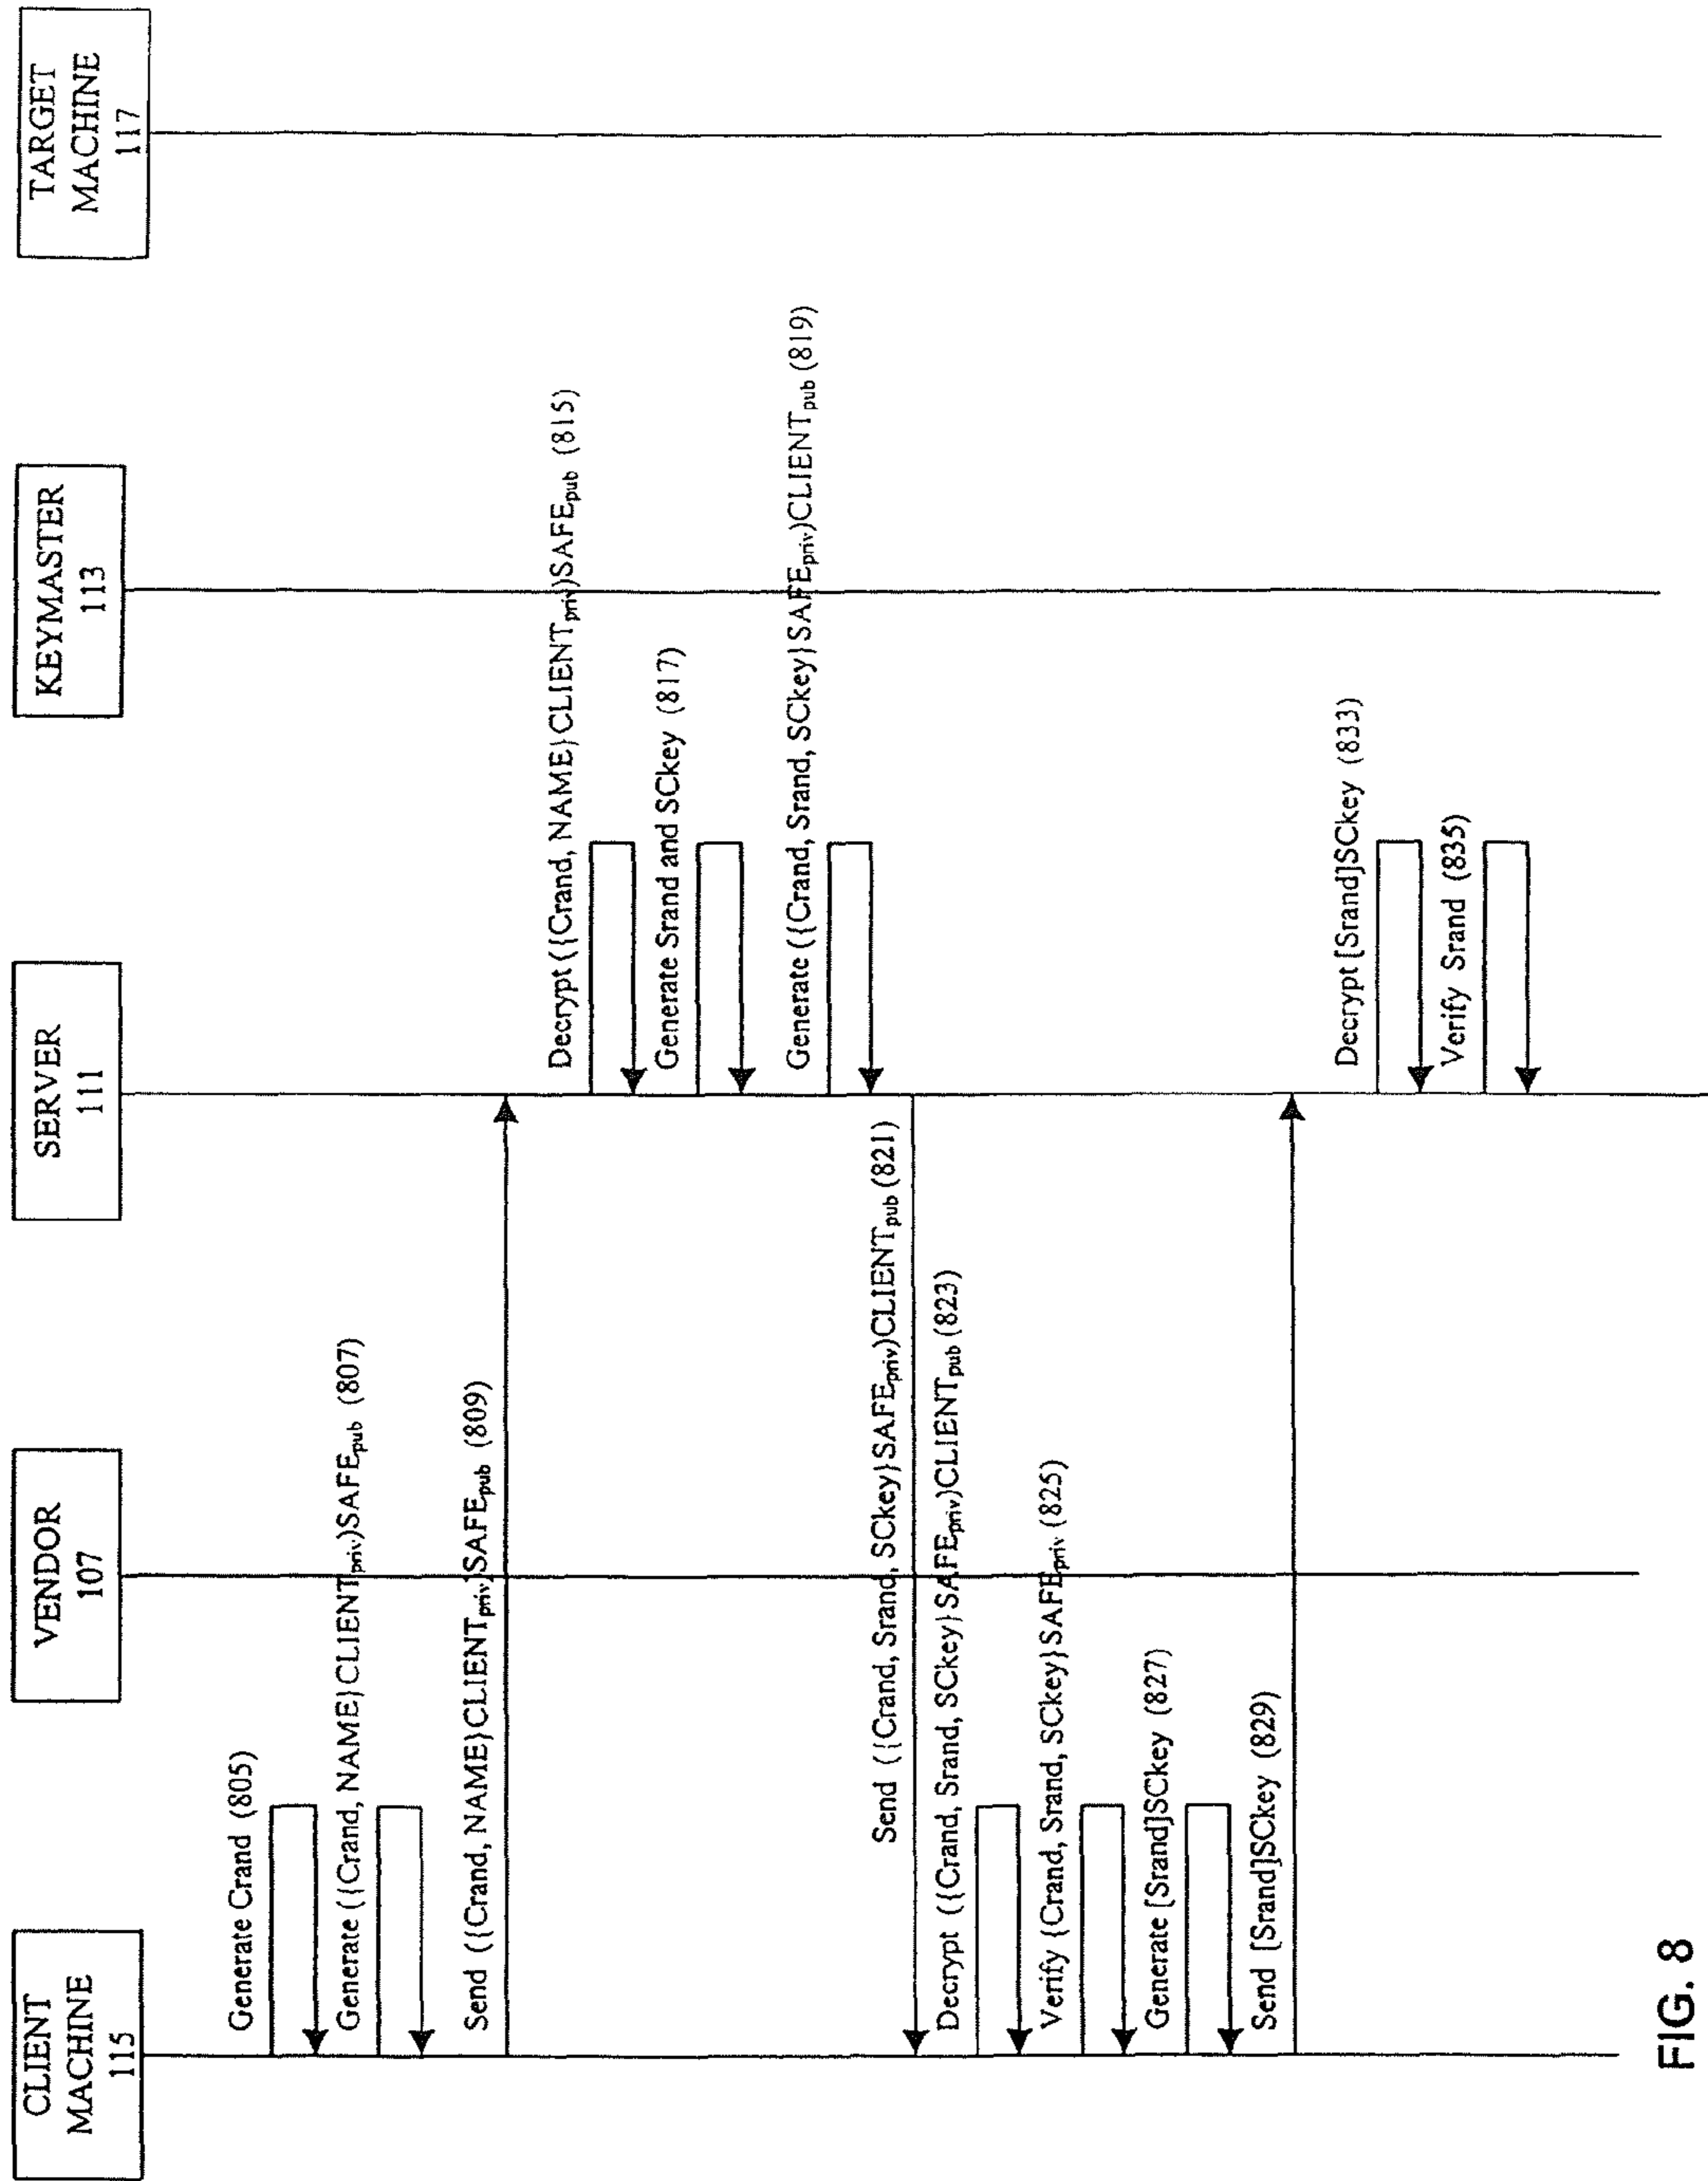 CLIENT
MACHINE
115
VENDOR
107
SERVER
111
KEYMASTER
113
TARGET
MACHINE
117
Generate Crand (805)
Generate ({Crand, NAME}CLIENTpriv)SAFEpub (807)
Send ({Crand, NAME}CLIENTpriv)SAFEpub (809)
Decrypt({Crand, NAME}CLIENTpriv)SAFEpub (815)
Generate Srand and SCkey (817)
Generate ({Crand, Srand, SCkey}SAFEpriv)CLIENTpub (819)
Send ({Crand, Srand, SCkey}SAFEpriv)CLIENTpub (821)
Decrypt ({Crand, Srand, SCkey}SAFEpriv)CLIENTpub (823)
Verify {Crand, Srand, SCkey}SAFEpriv (825)
Generate [Srand]SCkey (827)
Send [Srand]SCkey (829)
Decrypt [Srand]SCkey (833)
Verify Srand (835)
FIG. 8